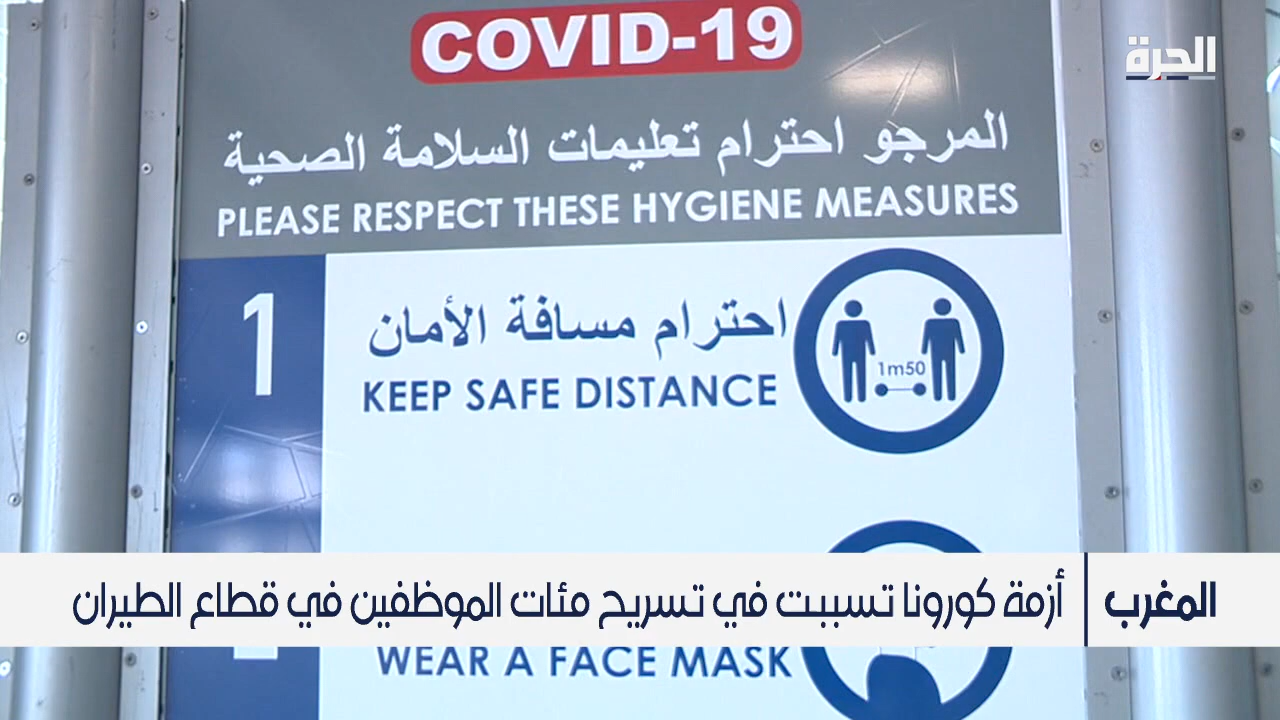 الحرة
COVID-19
المرجو احترام تعليمات السلامة الصحية
PLEASE RESPECT THESE HYGIENE MEASURES
1
احترام مسافة الأمان
KEEP SAFE DISTANCE
1m50
المغرب
أزمة كورونا تسببت في تسريح مئات الموظفين في قطاع الطيران
WEAR A FACE MASK